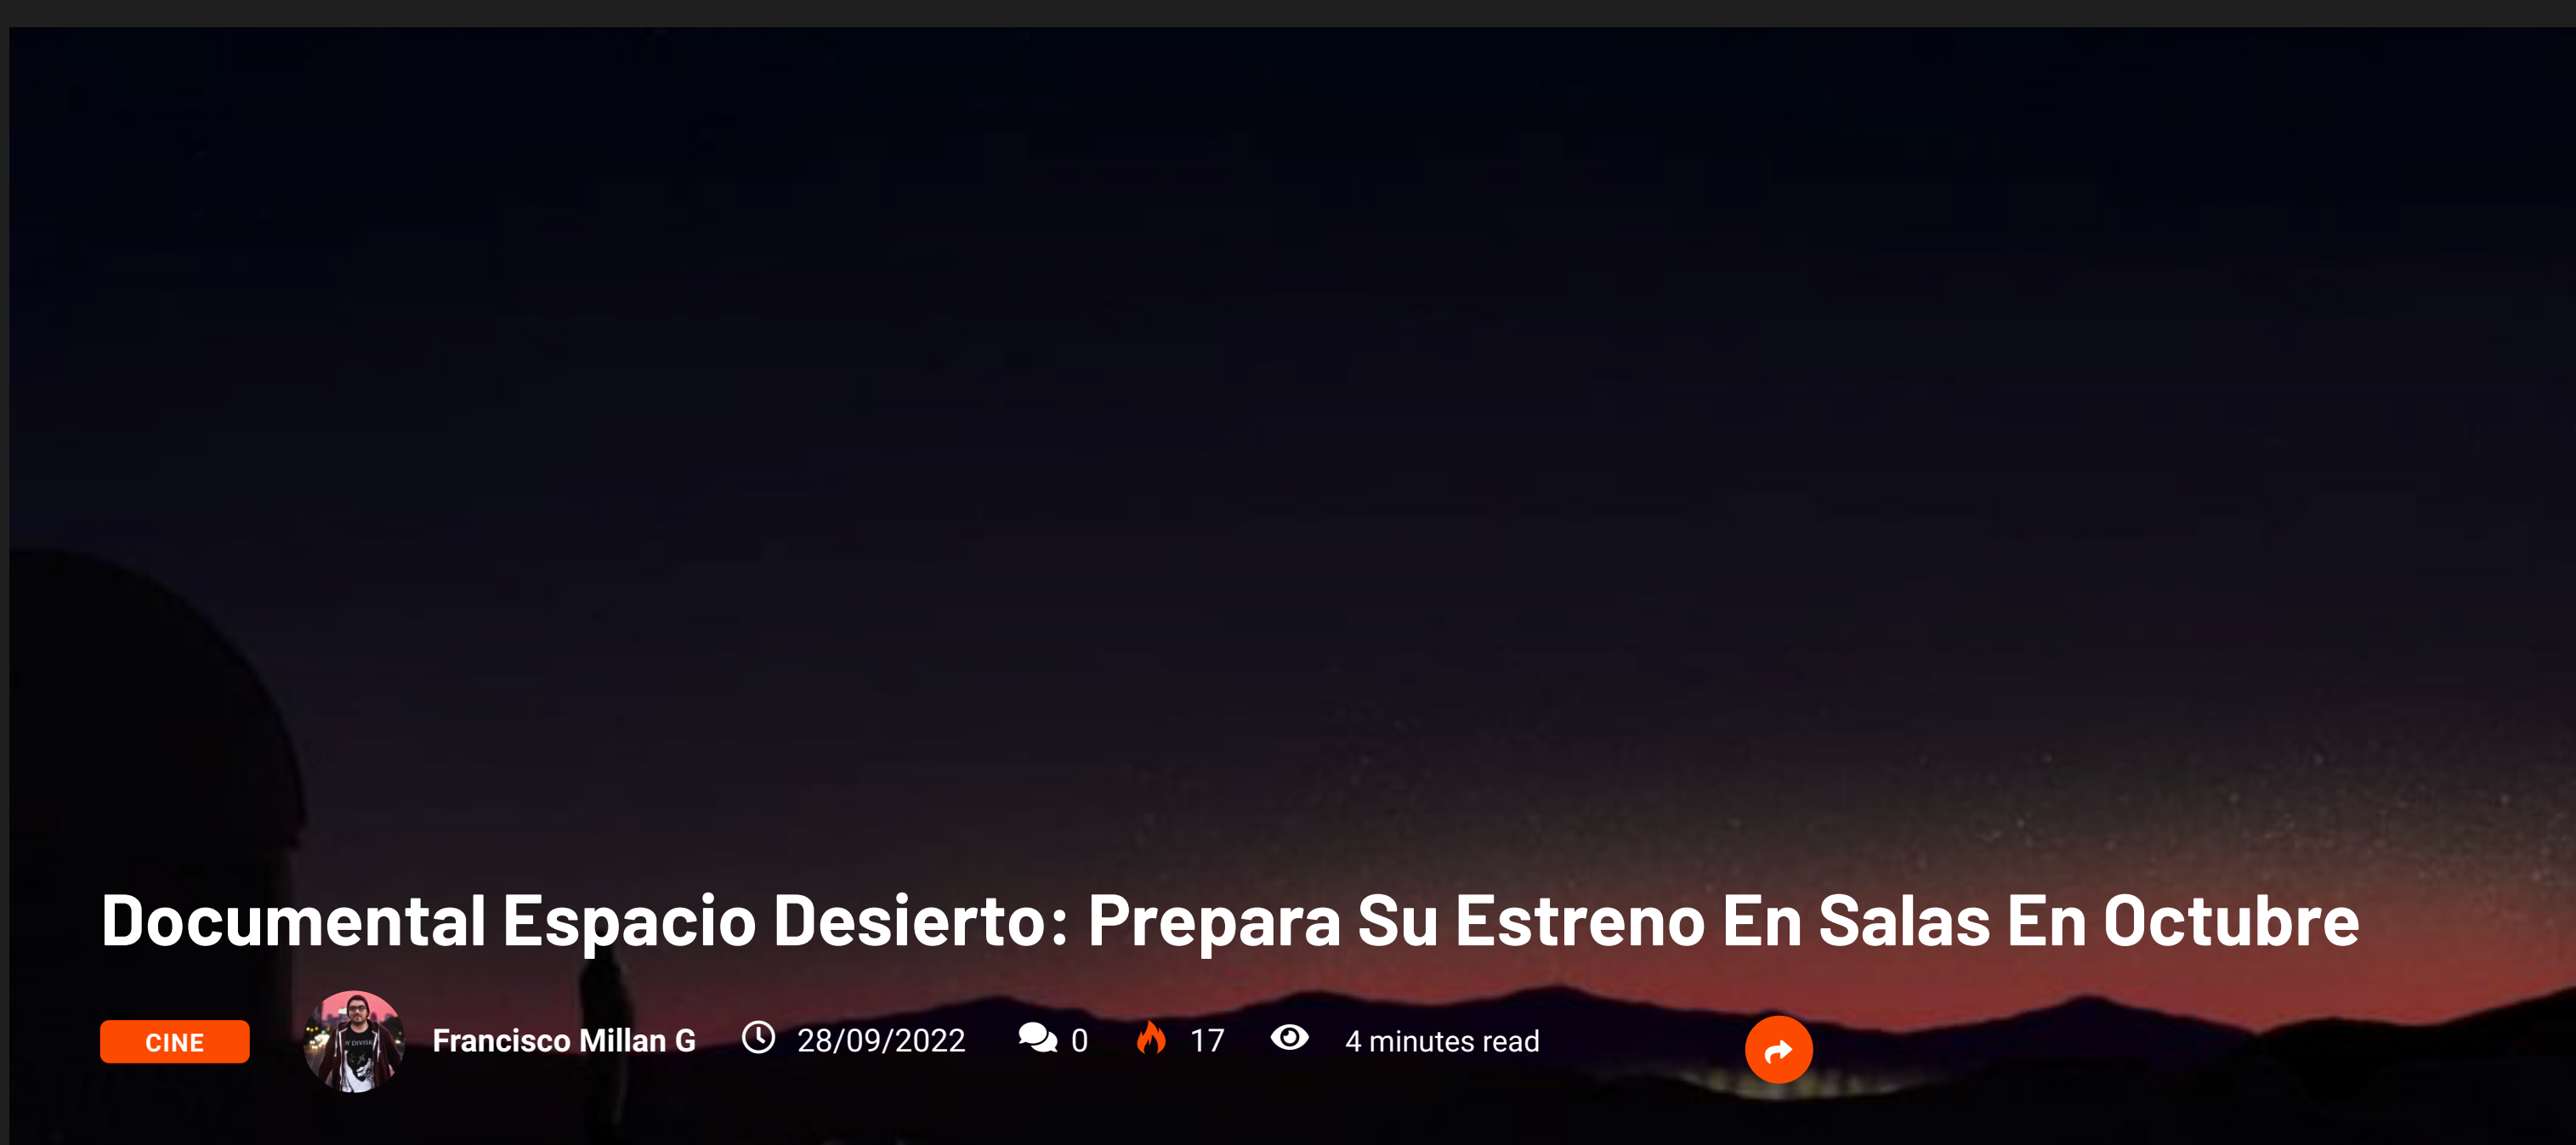 Documental Espacio Desierto: Prepara Su Estreno En Salas En Octubre
CINE Francisco Millan G 28/09/2022 0 17 4 minutes read